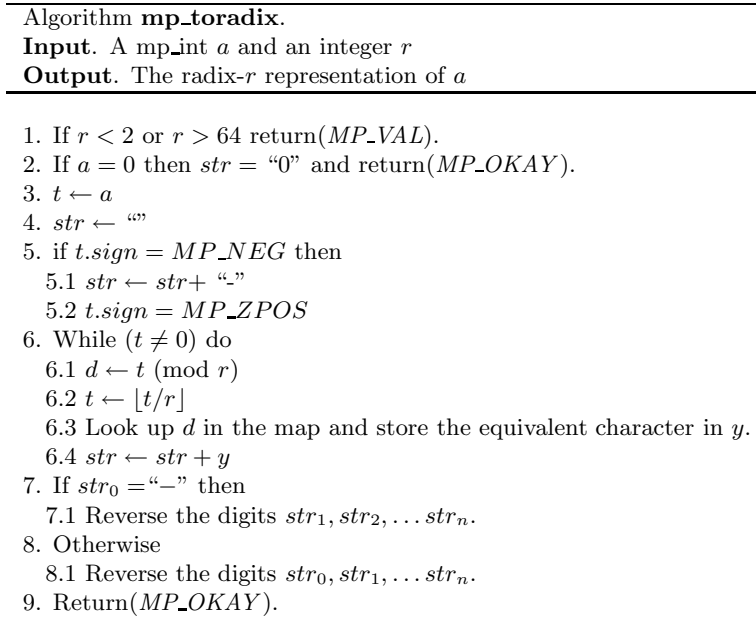 Algorithm mp_toradix.
Input. A mp_int a and an integer r
Output. The radix-r representation of a
1. If r < 2 or r > 64 return(MP_VAL).
2. If a = 0 then str = “0” and return(MP_OKAY).
3. t ← a
4. str ← “”
5. if t.sign = MP_NEG then
5.1 str ← str+ “-”
5.2 t.sign = MP_ZPOS
6. While (t ≠ 0) do
6.1 d ← t (mod r)
6.2 t ← ⌊t/r⌋
6.3 Look up d in the map and store the equivalent character in y.
6.4 str ← str + y
7. If str₀ =“−” then
7.1 Reverse the digits str₁, str₂, . . . strₙ.
8. Otherwise
8.1 Reverse the digits str₀, str₁, . . . strₙ.
9. Return(MP_OKAY).